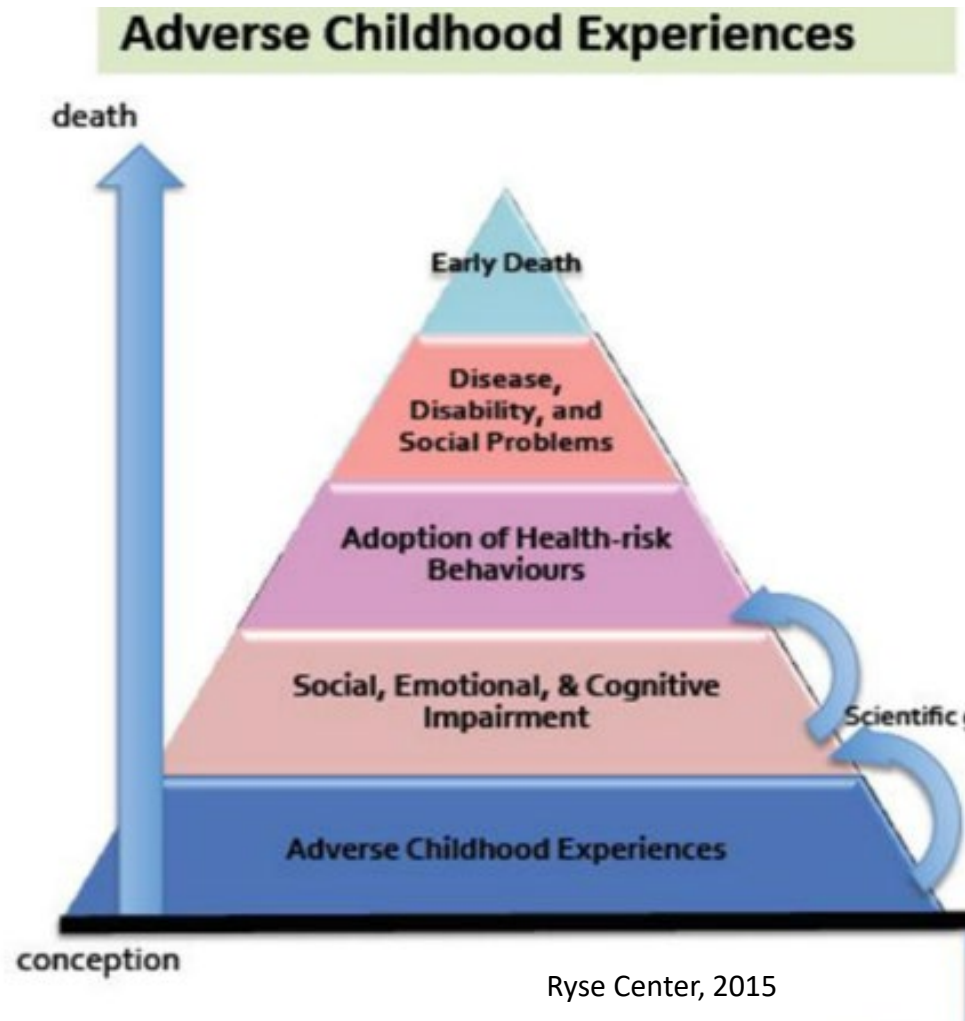 Adverse Childhood Experiences
death
Early Death
Disease,
Disability, and
Social Problems
Adoption of Health-risk
Behaviours
Social, Emotional, & Cognitive
Impairment
Scientific
Adverse Childhood Experiences
conception
Ryse Center, 2015